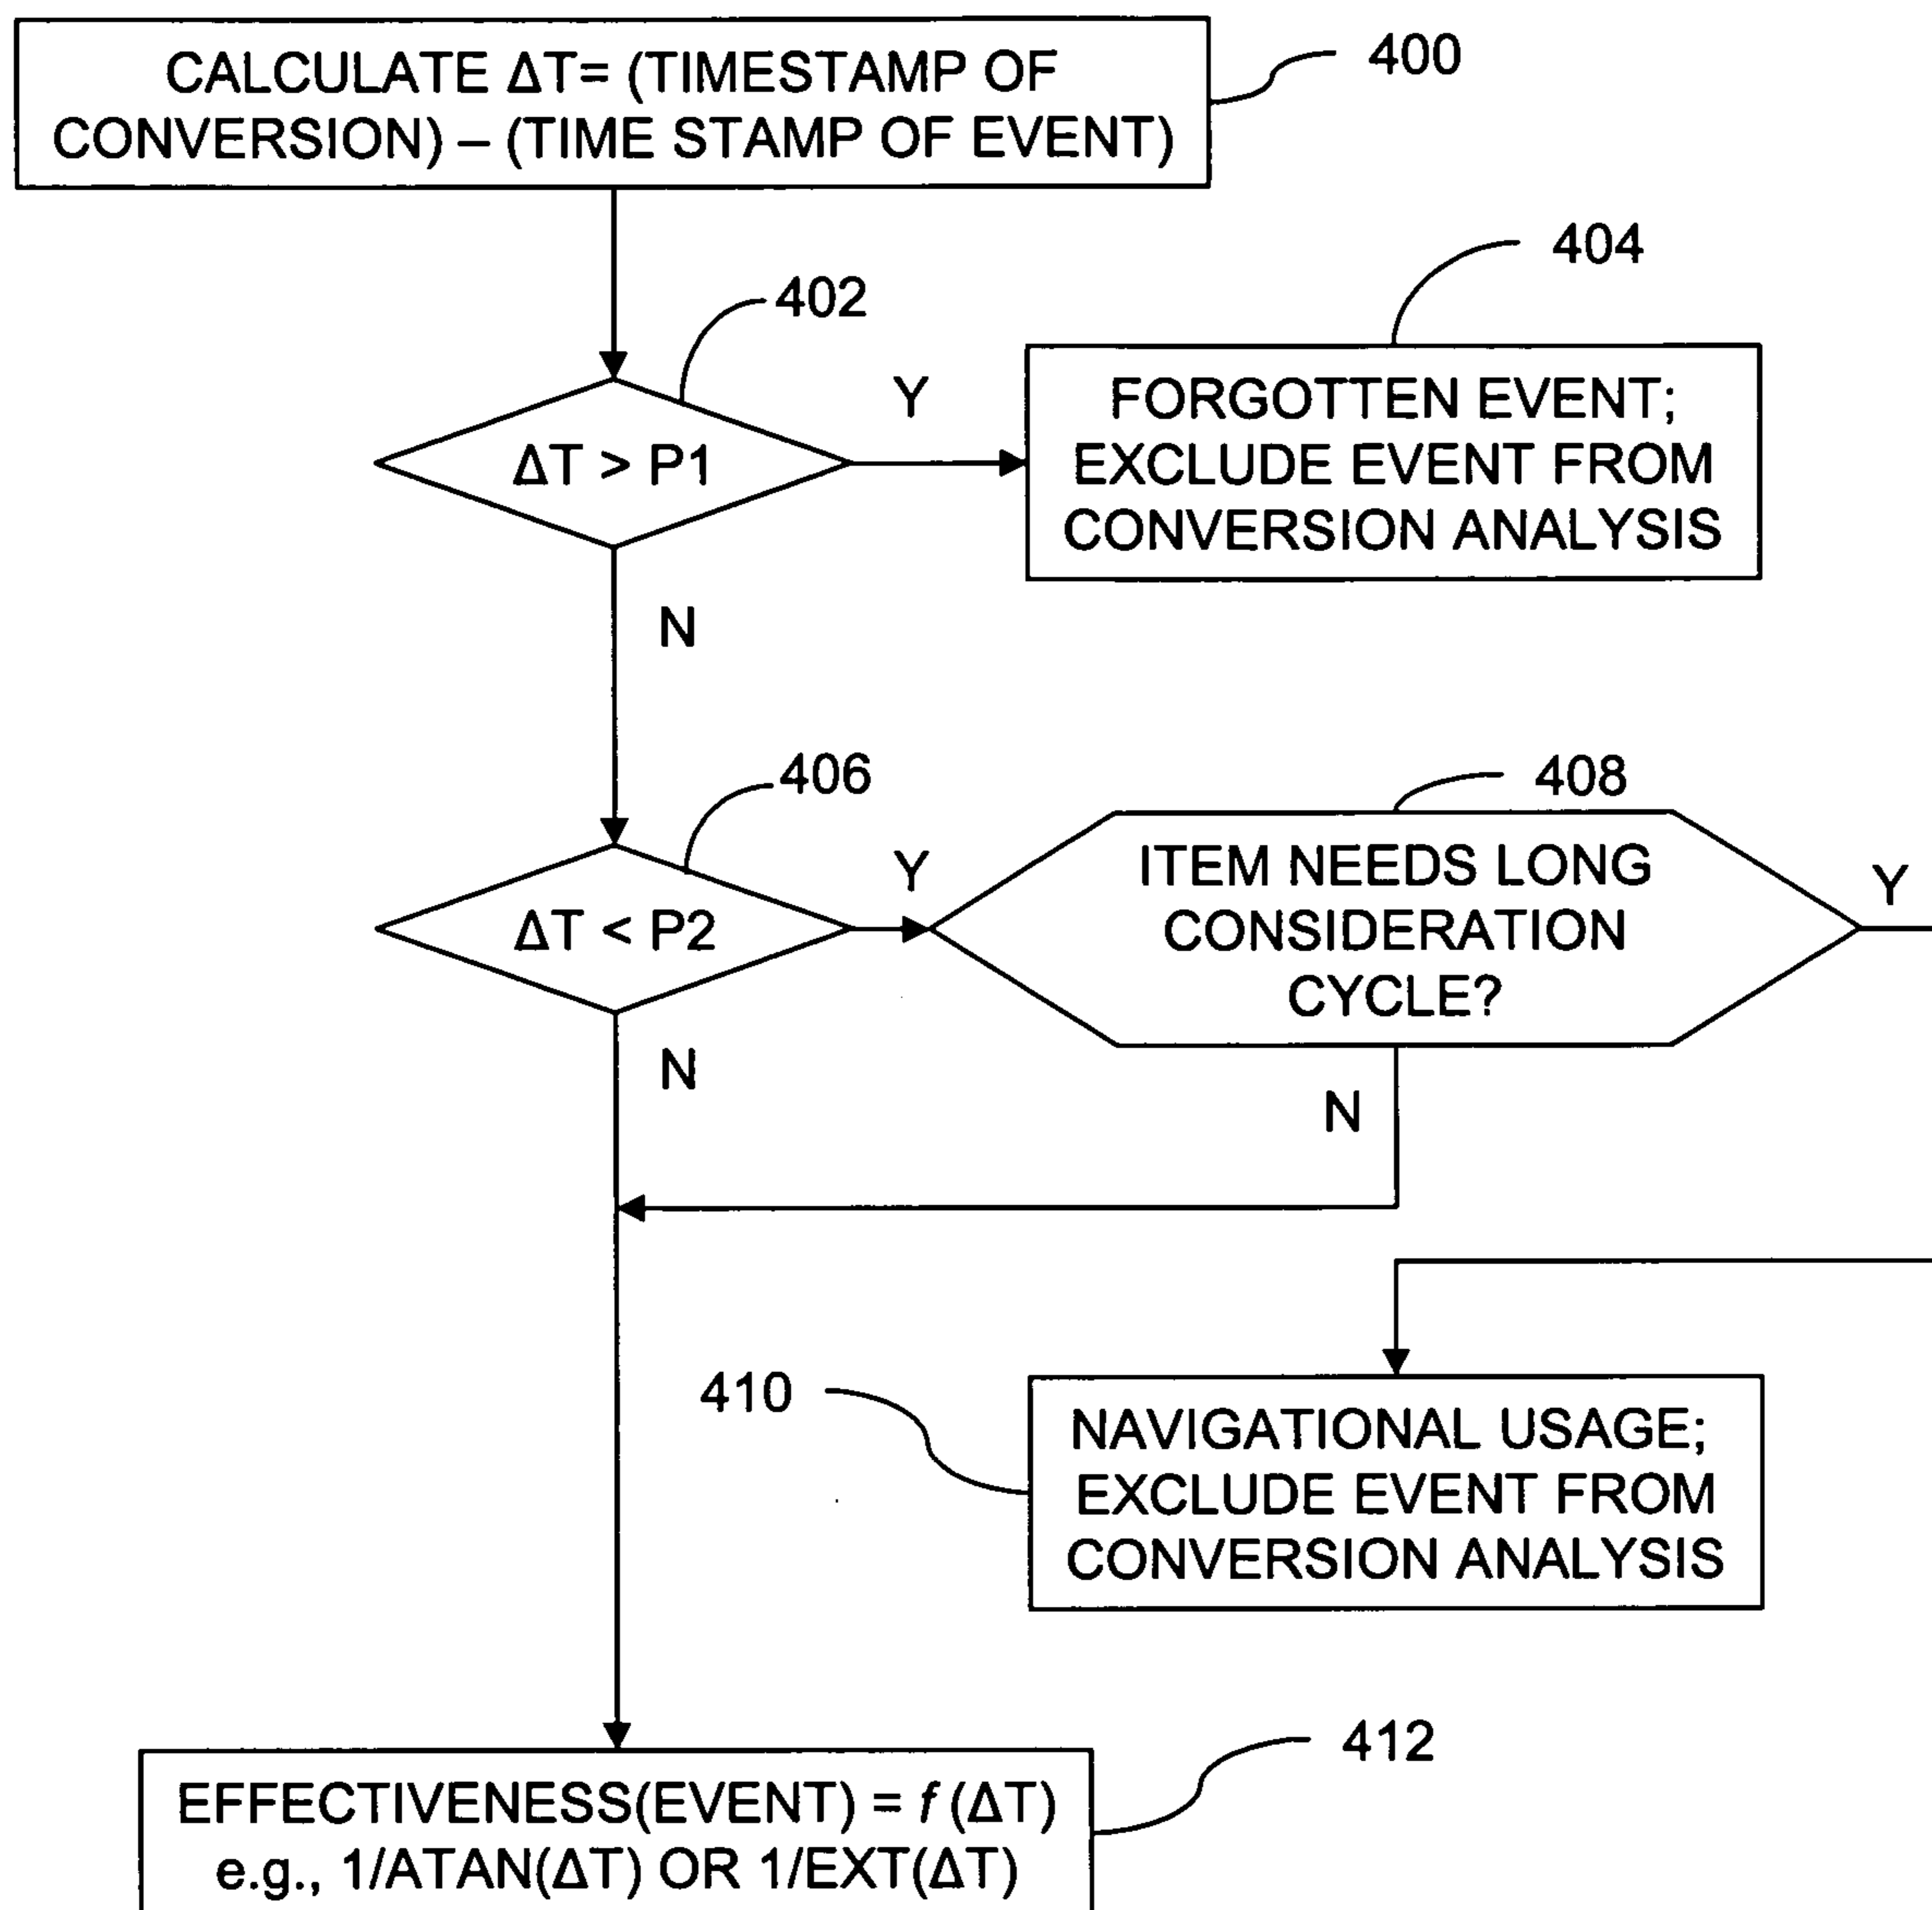 CALCULATE ΔT= (TIMESTAMP OF
CONVERSION) – (TIME STAMP OF EVENT)
400
402
404
ΔT > P1
Y
FORGOTTEN EVENT;
EXCLUDE EVENT FROM
CONVERSION ANALYSIS
N
406
408
ΔT < P2
Y
ITEM NEEDS LONG
CONSIDERATION
CYCLE?
Y
N
N
410
NAVIGATIONAL USAGE;
EXCLUDE EVENT FROM
CONVERSION ANALYSIS
412
EFFECTIVENESS(EVENT) = f (ΔT)
e.g., 1/ATAN(ΔT) OR 1/EXT(ΔT)